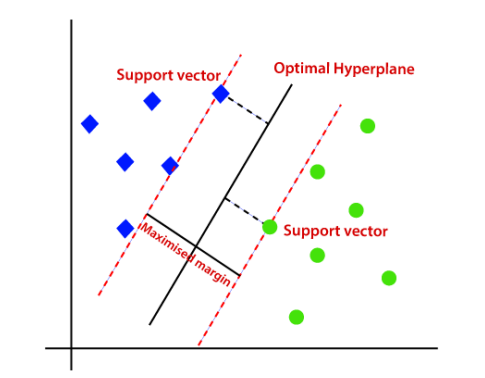 Support vector
Optimal Hyperplane
Support vector
Maximised margin